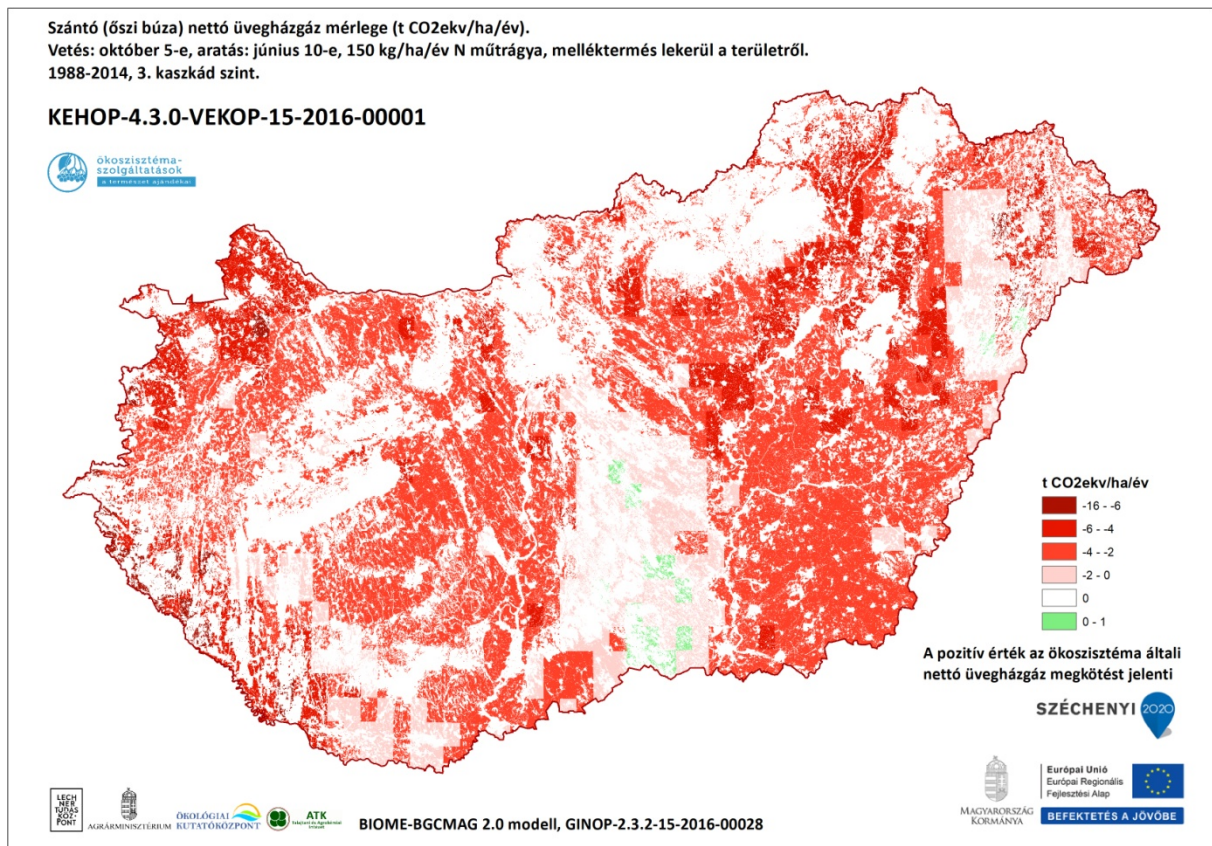 Szántó (őszi búza) nettó üvegházgáz mérlege (t CO2ekv/ha/év).
Vetés: október 5-e, aratás: június 10-e, 150 kg/ha/év N műtrágya, melléktermés lekerül a területről.
1988-2014, 3. kaszkád szint.
KEHOP-4.3.0-VEKOP-15-2016-00001
ökoszisztéma-
szolgáltatások
a természet ajándékai
t CO2ekv/ha/év
-16 - -6
-6 - -4
-4 - -2
-2 - 0
0
0 - 1
A pozitív érték az ökoszisztéma általi
nettó üvegházgáz megkötést jelenti
SZÉCHENYI 2020
MAGYARORSZÁG
KORMÁNYA
Európai Unió
Európai Regionális
Fejlesztési Alap
BEFEKTETÉS A JÖVŐBE
LECH
NER
TUDÁS
KÖZ
PONT
AGRÁRMINISZTÉRIUM
ÖKOLÓGIAI
KUTATÓKÖZPONT
ATK
BIOME-BGCMAG 2.0 modell, GINOP-2.3.2-15-2016-00028